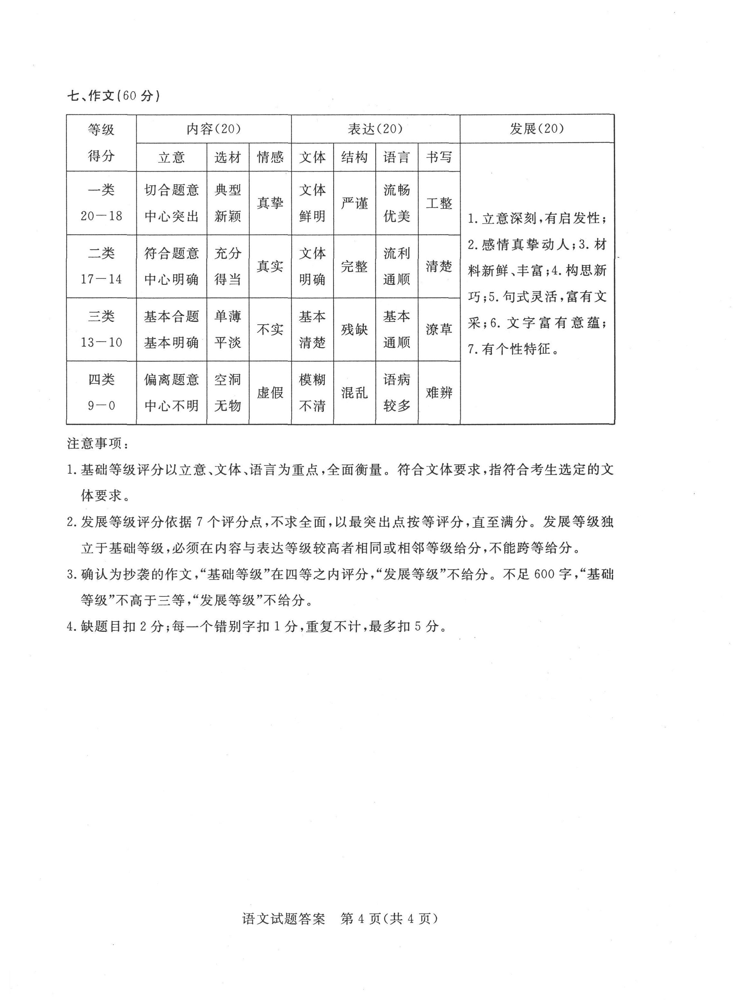 七、作文(60 分)
等级 内容(20) 表达(20) 发展(20)
得分 立意 选材 情感 文体 结构 语言 书写
一类 切合题意 典型 真挚 文体 严谨 流畅 工整
20—18 中心突出 新颖 鲜明 优美
二类 符合题意 充分 真实 文体 完整 流利 清楚
17—14 中心明确 得当 明确 通顺
三类 基本合题 单薄 不实 基本 残缺 基本 潦草
13—10 基本明确 平淡 清楚 通顺
四类 偏离题意 空洞 虚假 模糊 混乱 语病 难辨
9—0 中心不明 无物 不清 较多
1. 立意深刻,有启发性;
2. 感情真挚动人;3. 材
料新鲜、丰富;4. 构思新
巧;5. 句式灵活,富有文
采;6. 文字富有意蕴;
7. 有个性特征。
注意事项:
1. 基础等级评分以立意、文体、语言为重点,全面衡量。符合文体要求,指符合考生选定的文
体要求。
2. 发展等级评分依据 7 个评分点,不求全面,以最突出点按等评分,直至满分。发展等级独
立于基础等级,必须在内容与表达等级较高者相同或相邻等级给分,不能跨等给分。
3. 确认为抄袭的作文,“基础等级”在四等之内评分,“发展等级”不给分。不足 600 字,“基础
等级”不高于三等,“发展等级”不给分。
4. 缺题目扣 2 分;每一个错别字扣 1 分,重复不计,最多扣 5 分。
语文试题答案 第 4 页(共 4 页)